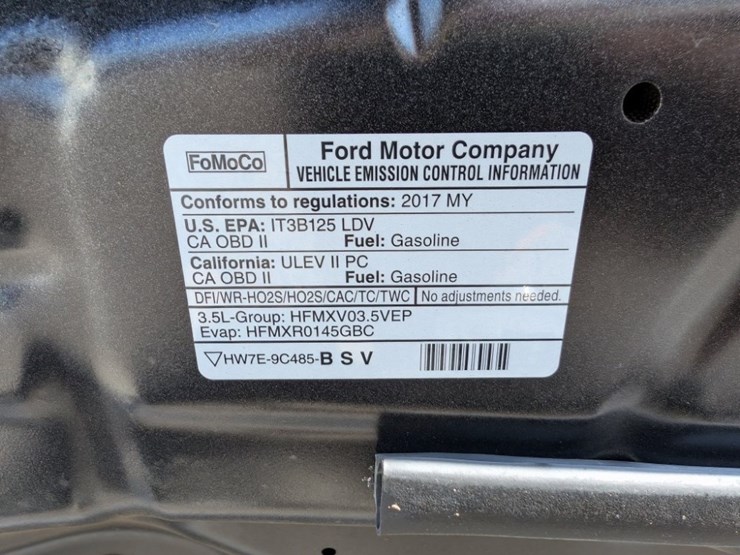 FoMoCo
Ford Motor Company
VEHICLE EMISSION CONTROL INFORMATION
Conforms to regulations: 2017 MY
U.S. EPA: IT3B125 LDV
CA OBD II Fuel: Gasoline
California: ULEV II PC
CA OBD II Fuel: Gasoline
DFI/WR-HO2S/HO2S/CAC/TC/TWC No adjustments needed.
3.5L-Group: HFMXV03.5VEP
Evap: HFMXR0145GBC
HW7E-9C485-B S V